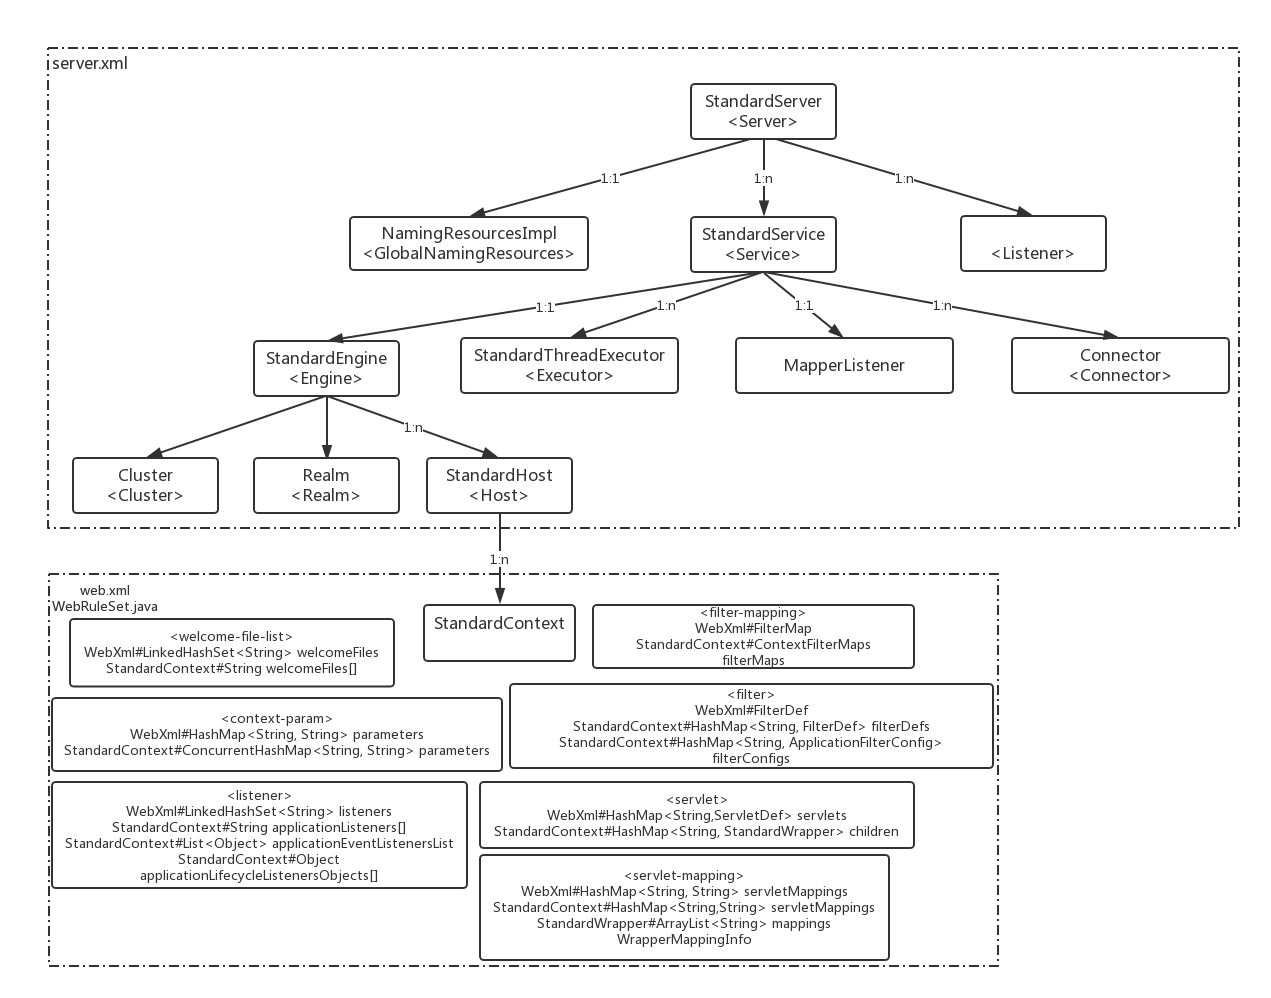 server.xml
StandardServer
<Server>
1:1
1:n
1:n
NamingResourcesImpl
<GlobalNamingResources>
StandardService
<Service>
<Listener>
1:1
1:n
1:1
1:n
StandardEngine
<Engine>
StandardThreadExecutor
<Executor>
MapperListener
Connector
<Connector>
1:n
Cluster
<Cluster>
Realm
<Realm>
StandardHost
<Host>
1:n
web.xml
WebRuleSet.java
StandardContext
<welcome-file-list>
WebXml#LinkedHashSet<String> welcomeFiles
StandardContext#String welcomeFiles[]
<filter-mapping>
WebXml#FilterMap
StandardContext#ContextFilterMaps
filterMaps
<context-param>
WebXml#HashMap<String, String> parameters
StandardContext#ConcurrentHashMap<String, String> parameters
<filter>
WebXml#FilterDef
StandardContext#HashMap<String, FilterDef> filterDefs
StandardContext#HashMap<String, ApplicationFilterConfig>
filterConfigs
<listener>
WebXml#LinkedHashSet<String> listeners
StandardContext#String applicationListeners[]
StandardContext#List<Object> applicationEventListenersList
StandardContext#Object
applicationLifecycleListenersObjects[]
<servlet>
WebXml#HashMap<String,ServletDef> servlets
StandardContext#HashMap<String, StandardWrapper> children
<servlet-mapping>
WebXml#HashMap<String, String> servletMappings
StandardContext#HashMap<String,String> servletMappings
StandardWrapper#ArrayList<String> mappings
WrapperMappingInfo